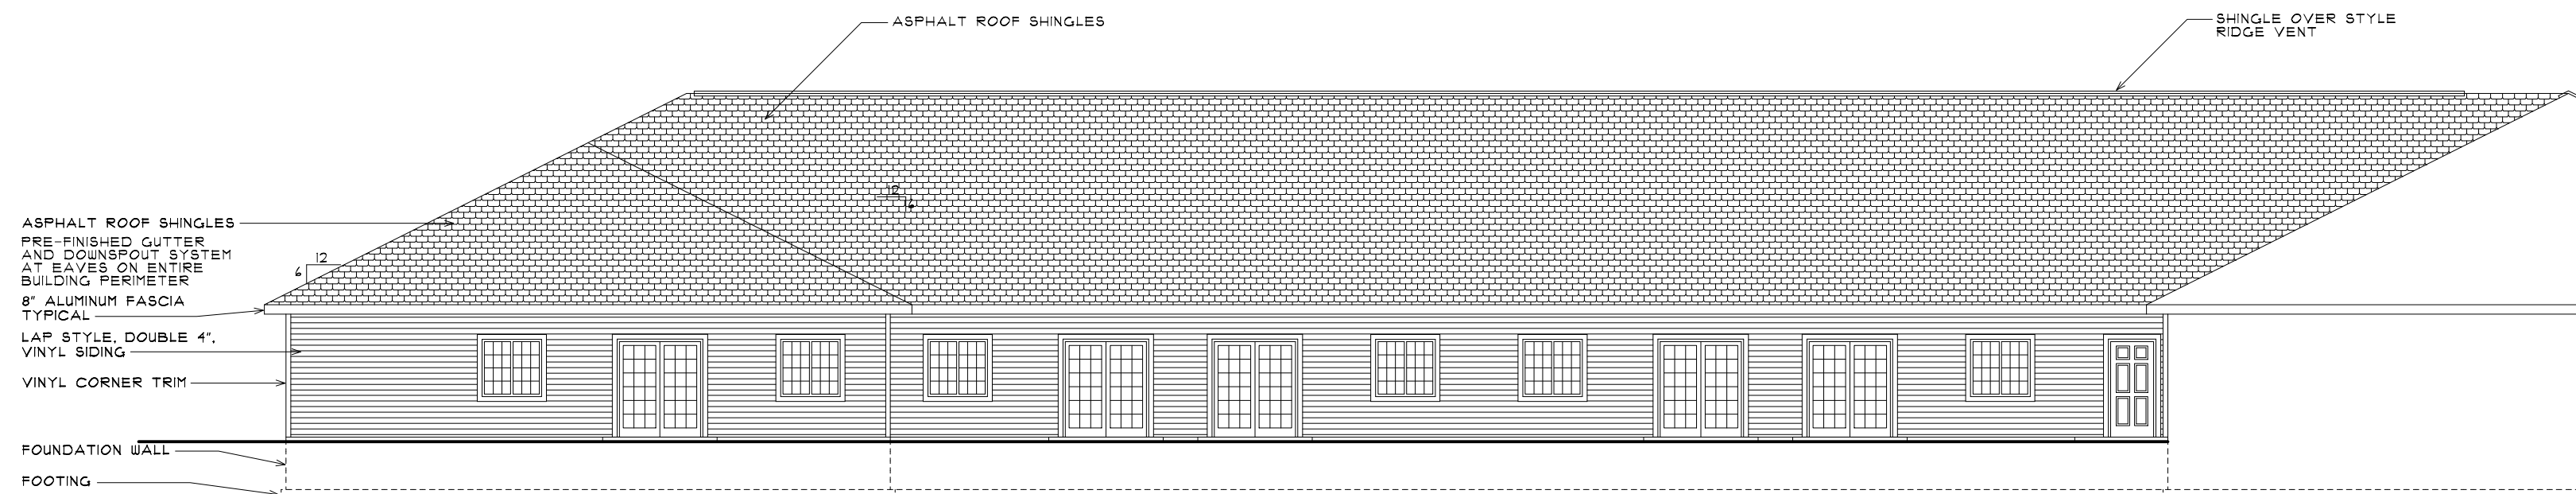 ASPHALT ROOF SHINGLES
SHINGLE OVER STYLE
RIDGE VENT
12
6
ASPHALT ROOF SHINGLES
PRE-FINISHED GUTTER
AND DOWNSPOUT SYSTEM
AT EAVES ON ENTIRE
BUILDING PERIMETER
12
6
8" ALUMINUM FASCIA
TYPICAL
LAP STYLE, DOUBLE 4",
VINYL SIDING
VINYL CORNER TRIM
FOUNDATION WALL
FOOTING